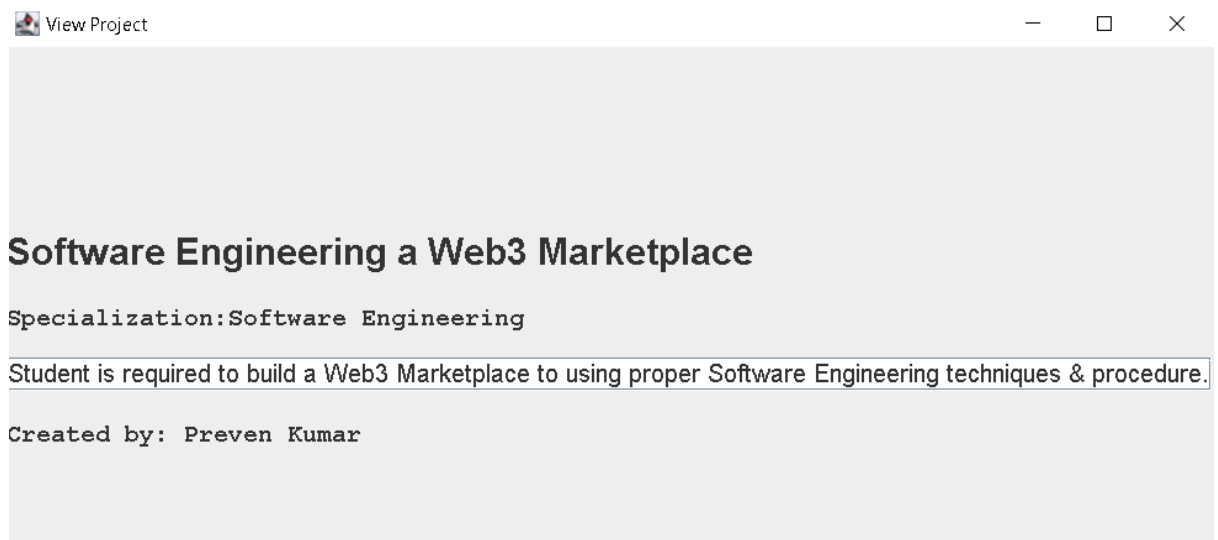 View Project
Software Engineering a Web3 Marketplace
Specialization:Software Engineering
Student is required to build a Web3 Marketplace to using proper Software Engineering techniques & procedure.
Created by: Preven Kumar